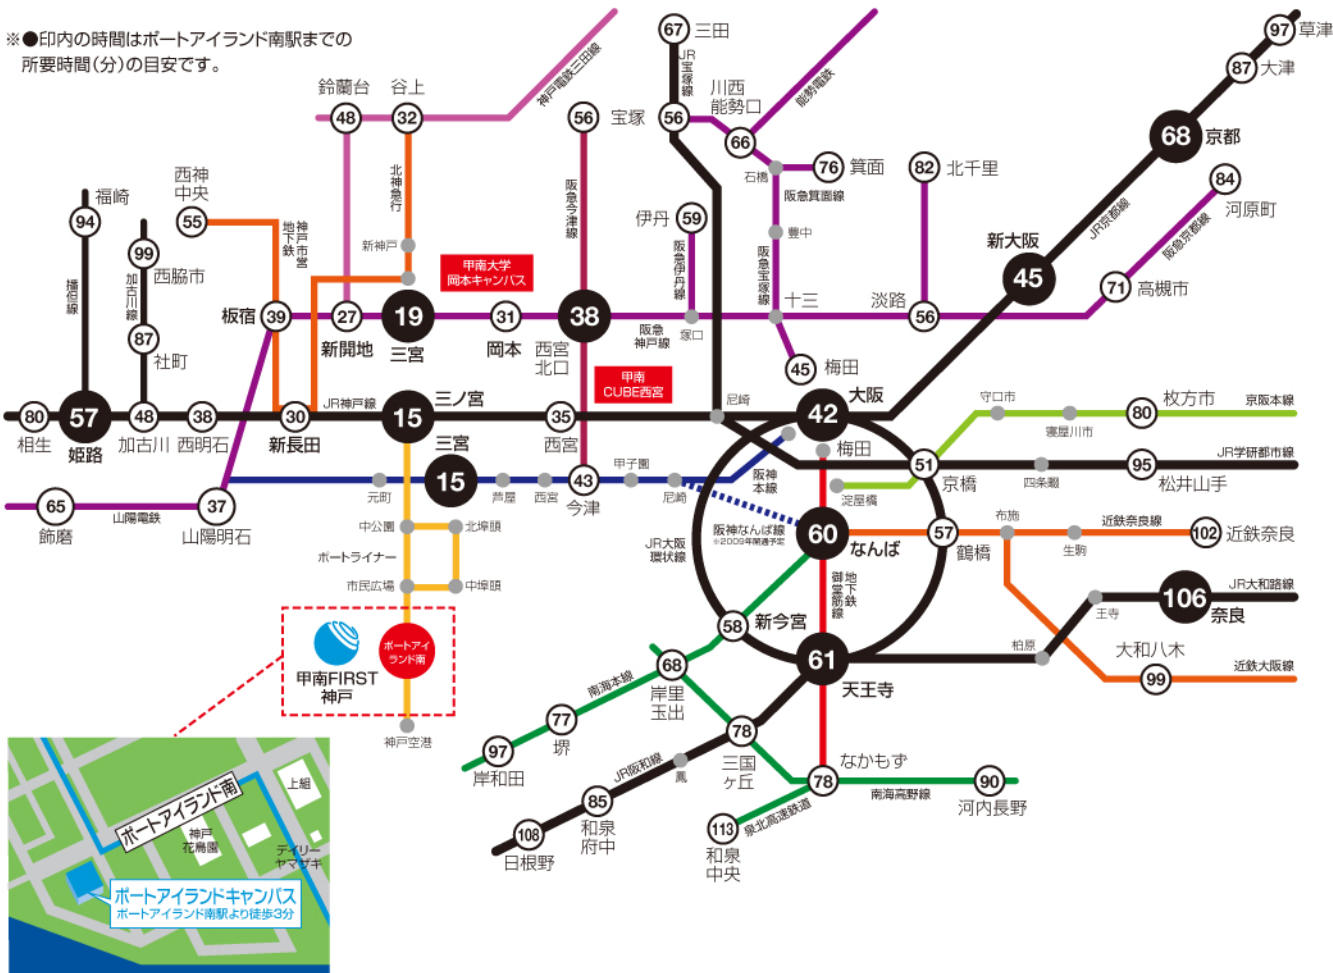 ※●印内の時間はポートアイランド南駅までの
所要時間(分)の目安です。
67
三田
JR宝塚線
97
草津
87
大津
68
京都
鈴蘭台
谷上
神戸電鉄三田線
48
32
56
宝塚
56
川西
能勢口
能勢電鉄
66
石橋
76
箕面
阪急箕面線
82
北千里
84
河原町
西神
中央
55
福崎
94
99
西脇市
播但線
加古川線
87
社町
神戸市営
地下鉄
北神急行
新神戸
阪急今津線
伊丹
59
阪急伊丹線
豊中
阪急宝塚線
新大阪
45
JR京都線
阪急京都線
71
高槻市
甲南大学
岡本キャンパス
板宿
39
27
新開地
19
三宮
31
岡本
38
西宮
北口
阪急
神戸線
塚口
十三
淡路
56
45
梅田
甲南
CUBE西宮
尼崎
大阪
42
80
相生
57
姫路
48
加古川
38
西明石
30
新長田
JR神戸線
15
三ノ宮
35
西宮
守口市
寝屋川市
80
枚方市
京阪本線
三宮
15
元町
芦屋
西宮
43
今津
甲子園
尼崎
阪神
本線
梅田
淀屋橋
51
京橋
四条畷
95
松井山手
JR学研都市線
65
飾磨
山陽電鉄
37
山陽明石
中公園
北埠頭
ポートライナー
市民広場
中埠頭
JR大阪
環状線
阪神なんば線
※2009年開通予定
60
なんば
57
鶴橋
布施
近鉄奈良線
生駒
102
近鉄奈良
地下鉄
御堂筋線
58
新今宮
61
天王寺
柏原
王寺
106
奈良
JR大和路線
大和八木
99
近鉄大阪線
甲南FIRST
神戸
ポートアイ
ランド南
神戸空港
南海本線
68
岸里
玉出
77
堺
97
岸和田
78
三国
ヶ丘
JR阪和線
鳳
85
和泉
府中
108
日根野
なかもず
78
南海高野線
90
河内長野
泉北高速鉄道
113
和泉
中央
ポートアイランド南
上組
神戸
花鳥園
デイリー
ヤマザキ
ポートアイランドキャンパス
ポートアイランド南駅より徒歩3分